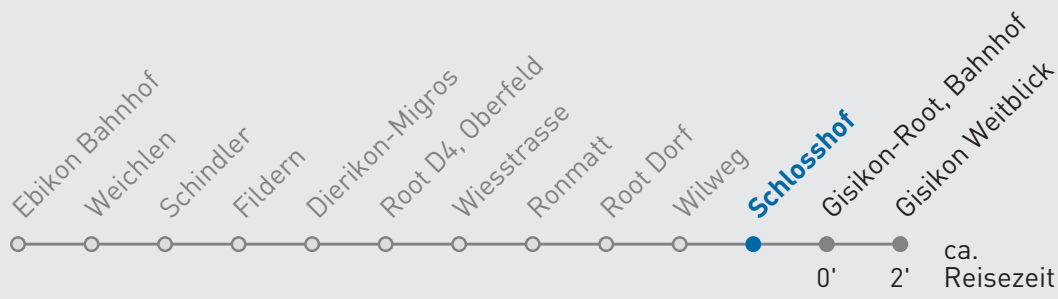 Ebikon Bahnhof
Weichlen
Schindler
Fildern
Dierikon-Migros
Root D4, Oberfeld
Wiesstrasse
Ronmatt
Root Dorf
Wilweg
Schlosshof
Gisikon-Root, Bahnhof
Gisikon Weitblick
0' 2' ca.
Reisezeit